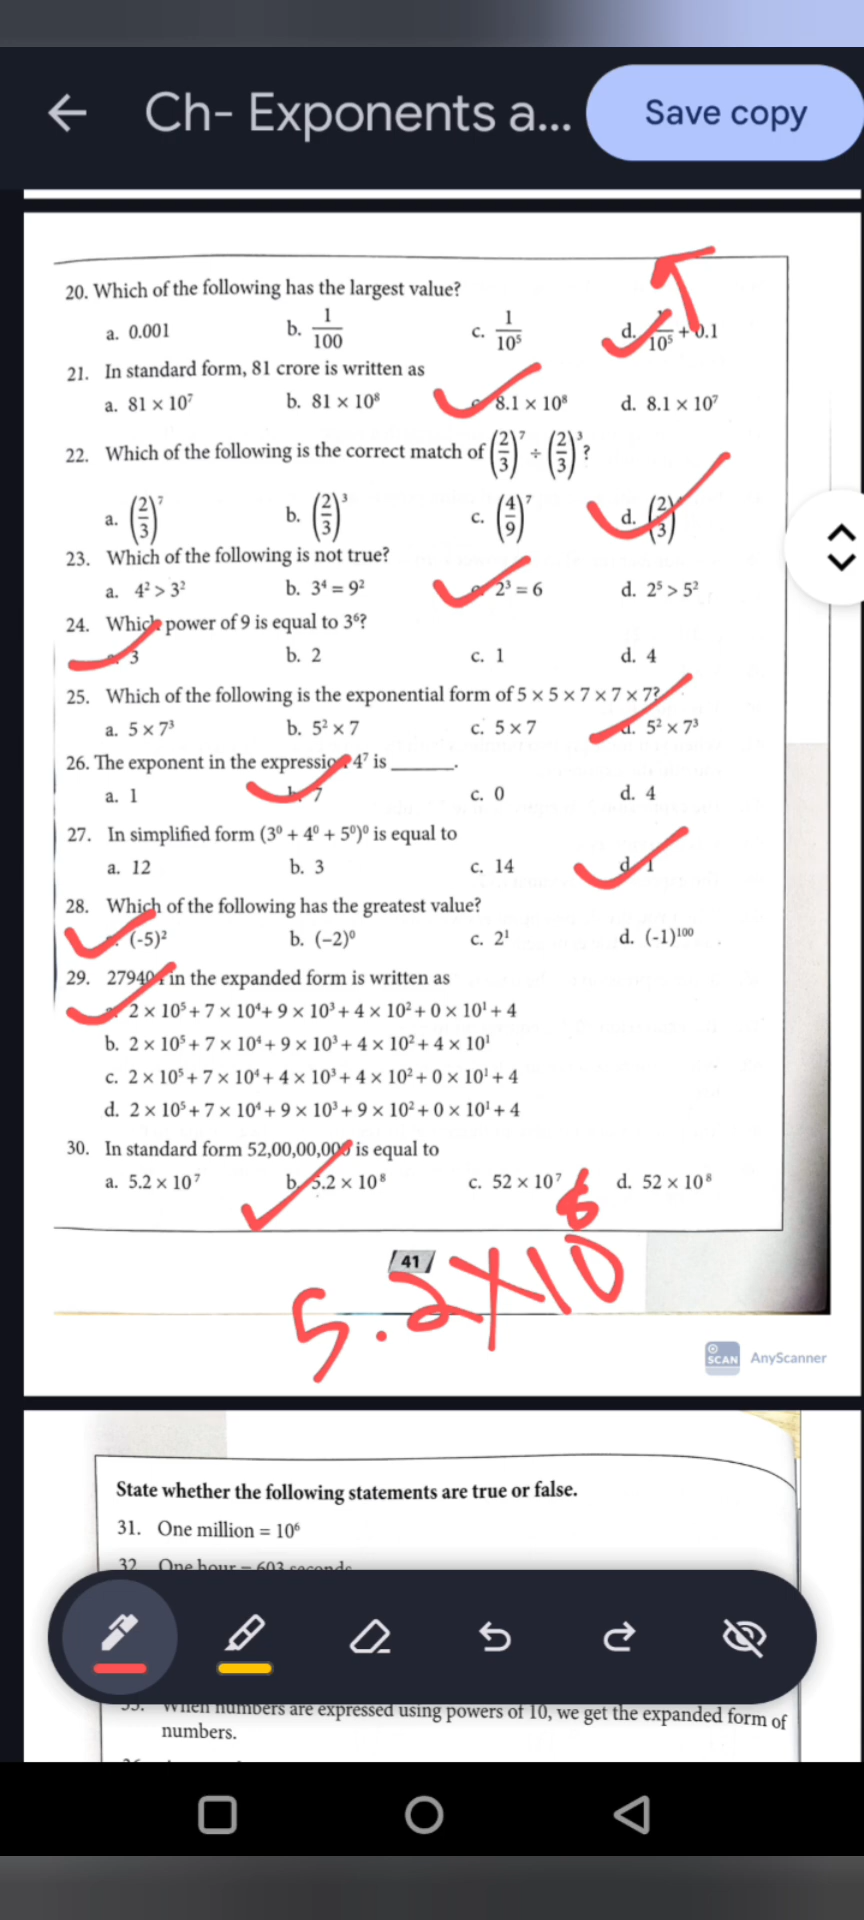 Ch- Exponents a...
Save copy
20. Which of the following has the largest value?
a. 0.001 b. 1/100 c. 1/10⁵ d. /10⁵ + 0.1
21. In standard form, 81 crore is written as
a. 81 × 10⁷ b. 81 × 10⁸ 8.1 × 10⁸ d. 8.1 × 10⁷
22. Which of the following is the correct match of (2/3)⁷ ÷ (2/3)³?
a. (2/3)⁷ b. (2/3)³ c. (4/9)⁷ d. (2/3)
23. Which of the following is not true?
a. 4² > 3² b. 3⁴ = 9² 2³ = 6 d. 2⁵ > 5²
24. Which power of 9 is equal to 3⁶?
3 b. 2 c. 1 d. 4
25. Which of the following is the exponential form of 5 × 5 × 7 × 7 × 7?
a. 5 × 7³ b. 5² × 7 c. 5 × 7 d. 5² × 7³
26. The exponent in the expression 4⁷ is ______.
a. 1 b. 7 c. 0 d. 4
27. In simplified form (3⁰ + 4⁰ + 5⁰)⁰ is equal to
a. 12 b. 3 c. 14 d. 1
28. Which of the following has the greatest value?
(-5)² b. (−2)⁰ c. 2¹ d. (-1)¹⁰⁰
29. 279404 in the expanded form is written as
2 × 10⁵ + 7 × 10⁴ + 9 × 10³ + 4 × 10² + 0 × 10¹ + 4
b. 2 × 10⁵ + 7 × 10⁴ + 9 × 10³ + 4 × 10² + 4 × 10¹
c. 2 × 10⁵ + 7 × 10⁴ + 4 × 10³ + 4 × 10² + 0 × 10¹ + 4
d. 2 × 10⁵ + 7 × 10⁴ + 9 × 10³ + 9 × 10² + 0 × 10¹ + 4
30. In standard form 52,00,00,000 is equal to
a. 5.2 × 10⁷ b. 5.2 × 10⁸ c. 52 × 10⁷ d. 52 × 10⁸
41
5.2×10⁸
SCAN AnyScanner
State whether the following statements are true or false.
31. One million = 10⁶
32. One hour = 603 seconds
When numbers are expressed using powers of 10, we get the expanded form of
numbers.